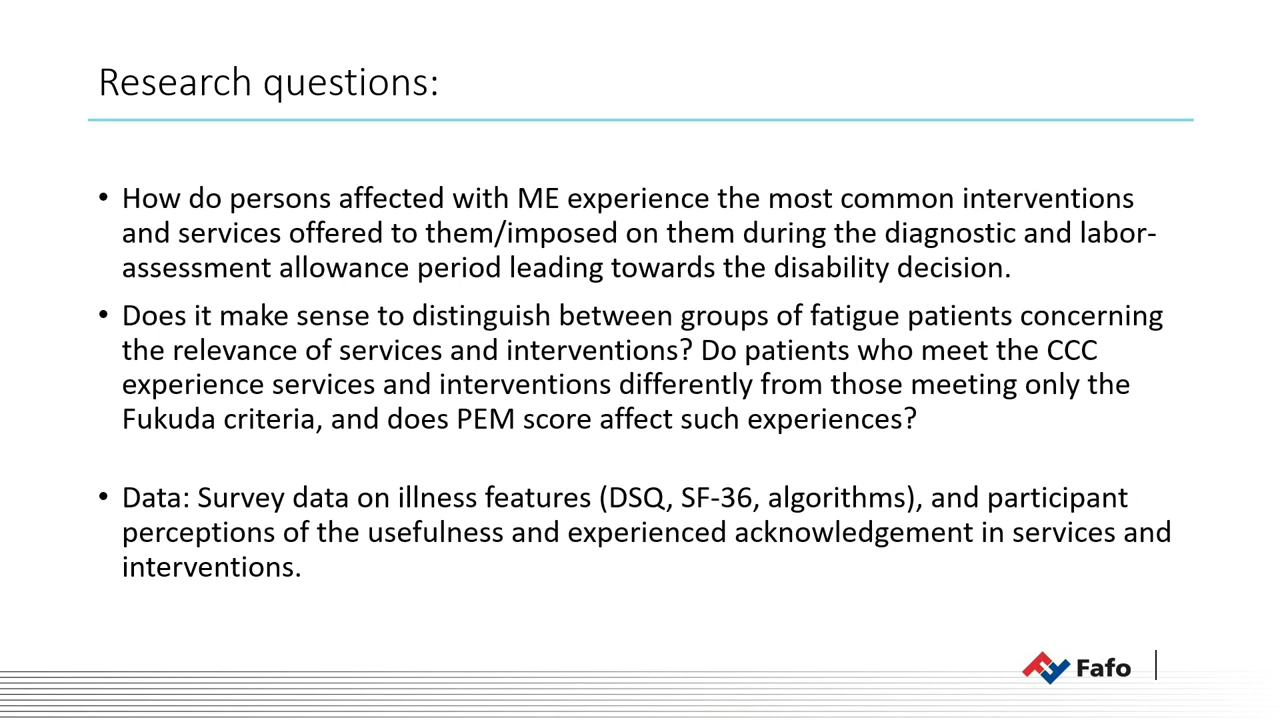 Research questions:
• How do persons affected with ME experience the most common interventions
and services offered to them/imposed on them during the diagnostic and labor-
assessment allowance period leading towards the disability decision.
• Does it make sense to distinguish between groups of fatigue patients concerning
the relevance of services and interventions? Do patients who meet the CCC
experience services and interventions differently from those meeting only the
Fukuda criteria, and does PEM score affect such experiences?
• Data: Survey data on illness features (DSQ, SF-36, algorithms), and participant
perceptions of the usefulness and experienced acknowledgement in services and
interventions.
Fafo